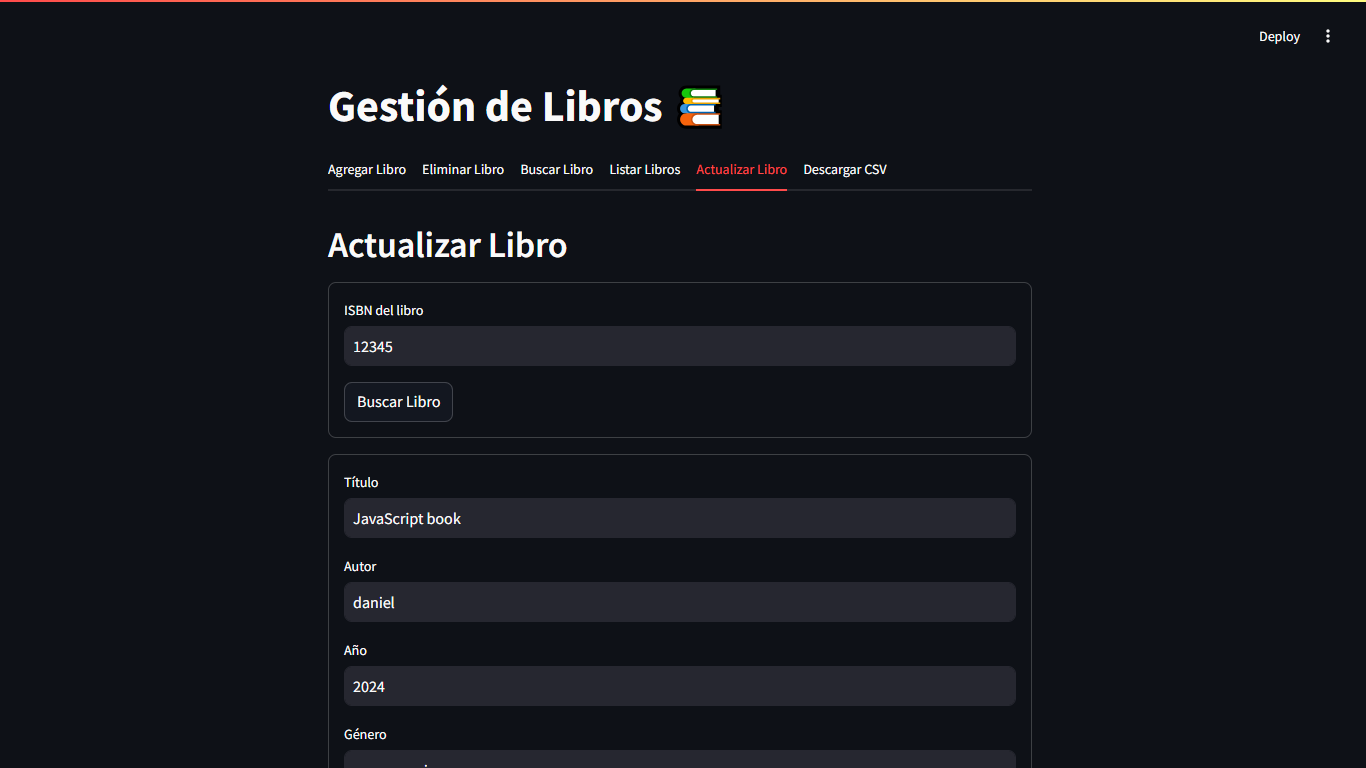 Deploy
Gestión de Libros
Agregar Libro Eliminar Libro Buscar Libro Listar Libros Actualizar Libro Descargar CSV
Actualizar Libro
ISBN del libro
12345
Buscar Libro
Título
JavaScript book
Autor
daniel
Año
2024
Género